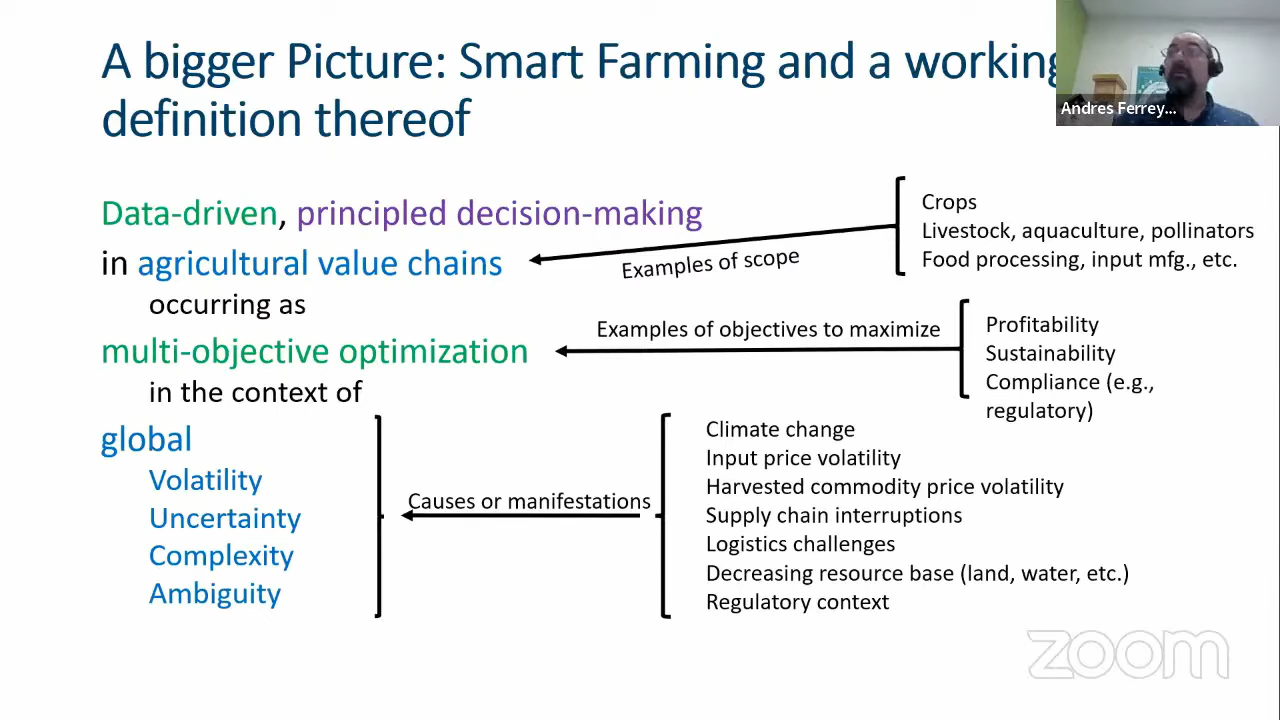 A bigger Picture: Smart Farming and a working
definition thereof
Andres Ferrey...
Data-driven, principled decision-making
in agricultural value chains
occurring as
multi-objective optimization
in the context of
global
Volatility
Uncertainty
Complexity
Ambiguity
Examples of scope
Crops
Livestock, aquaculture, pollinators
Food processing, input mfg., etc.
Examples of objectives to maximize
Profitability
Sustainability
Compliance (e.g.,
regulatory)
Causes or manifestations
Climate change
Input price volatility
Harvested commodity price volatility
Supply chain interruptions
Logistics challenges
Decreasing resource base (land, water, etc.)
Regulatory context
zoom